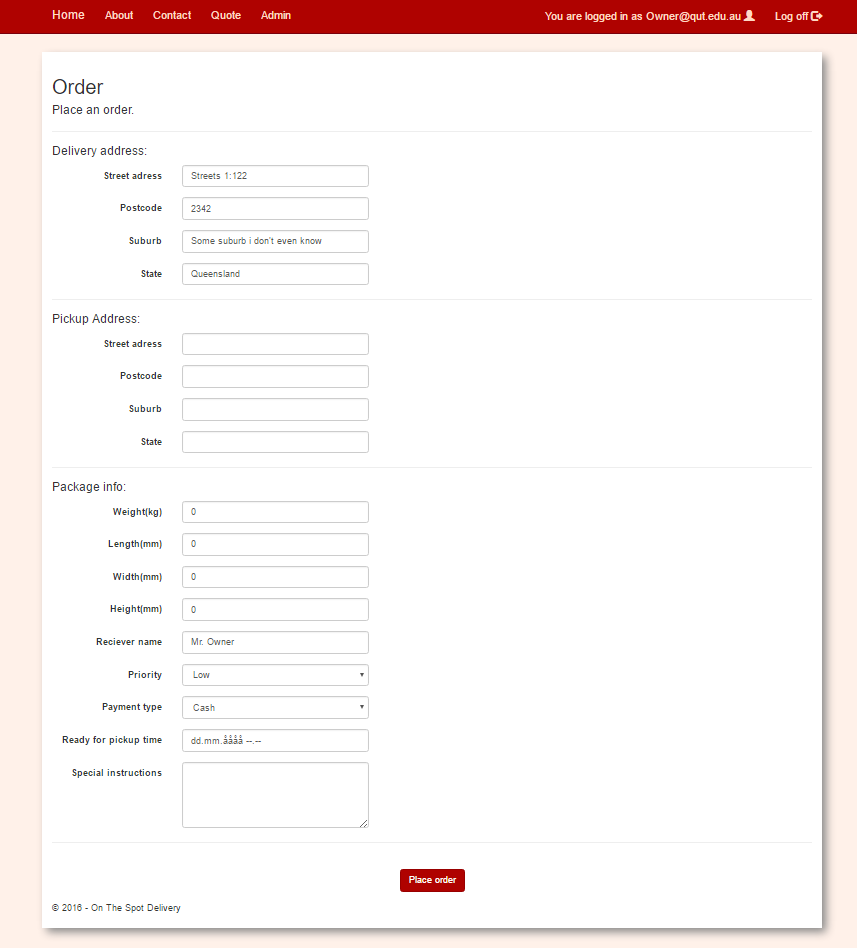 Home About Contact Quote Admin You are logged in as Owner@qut.edu.au Log off
Order
Place an order.
Delivery address:
Street adress Streets 1:122
Postcode 2342
Suburb Some suburb i don't even know
State Queensland
Pickup Address:
Street adress
Postcode
Suburb
State
Package info:
Weight(kg) 0
Length(mm) 0
Width(mm) 0
Height(mm) 0
Reciever name Mr. Owner
Priority Low
Payment type Cash
Ready for pickup time dd.mm.åååå --.--
Special instructions
Place order
© 2016 - On The Spot Delivery